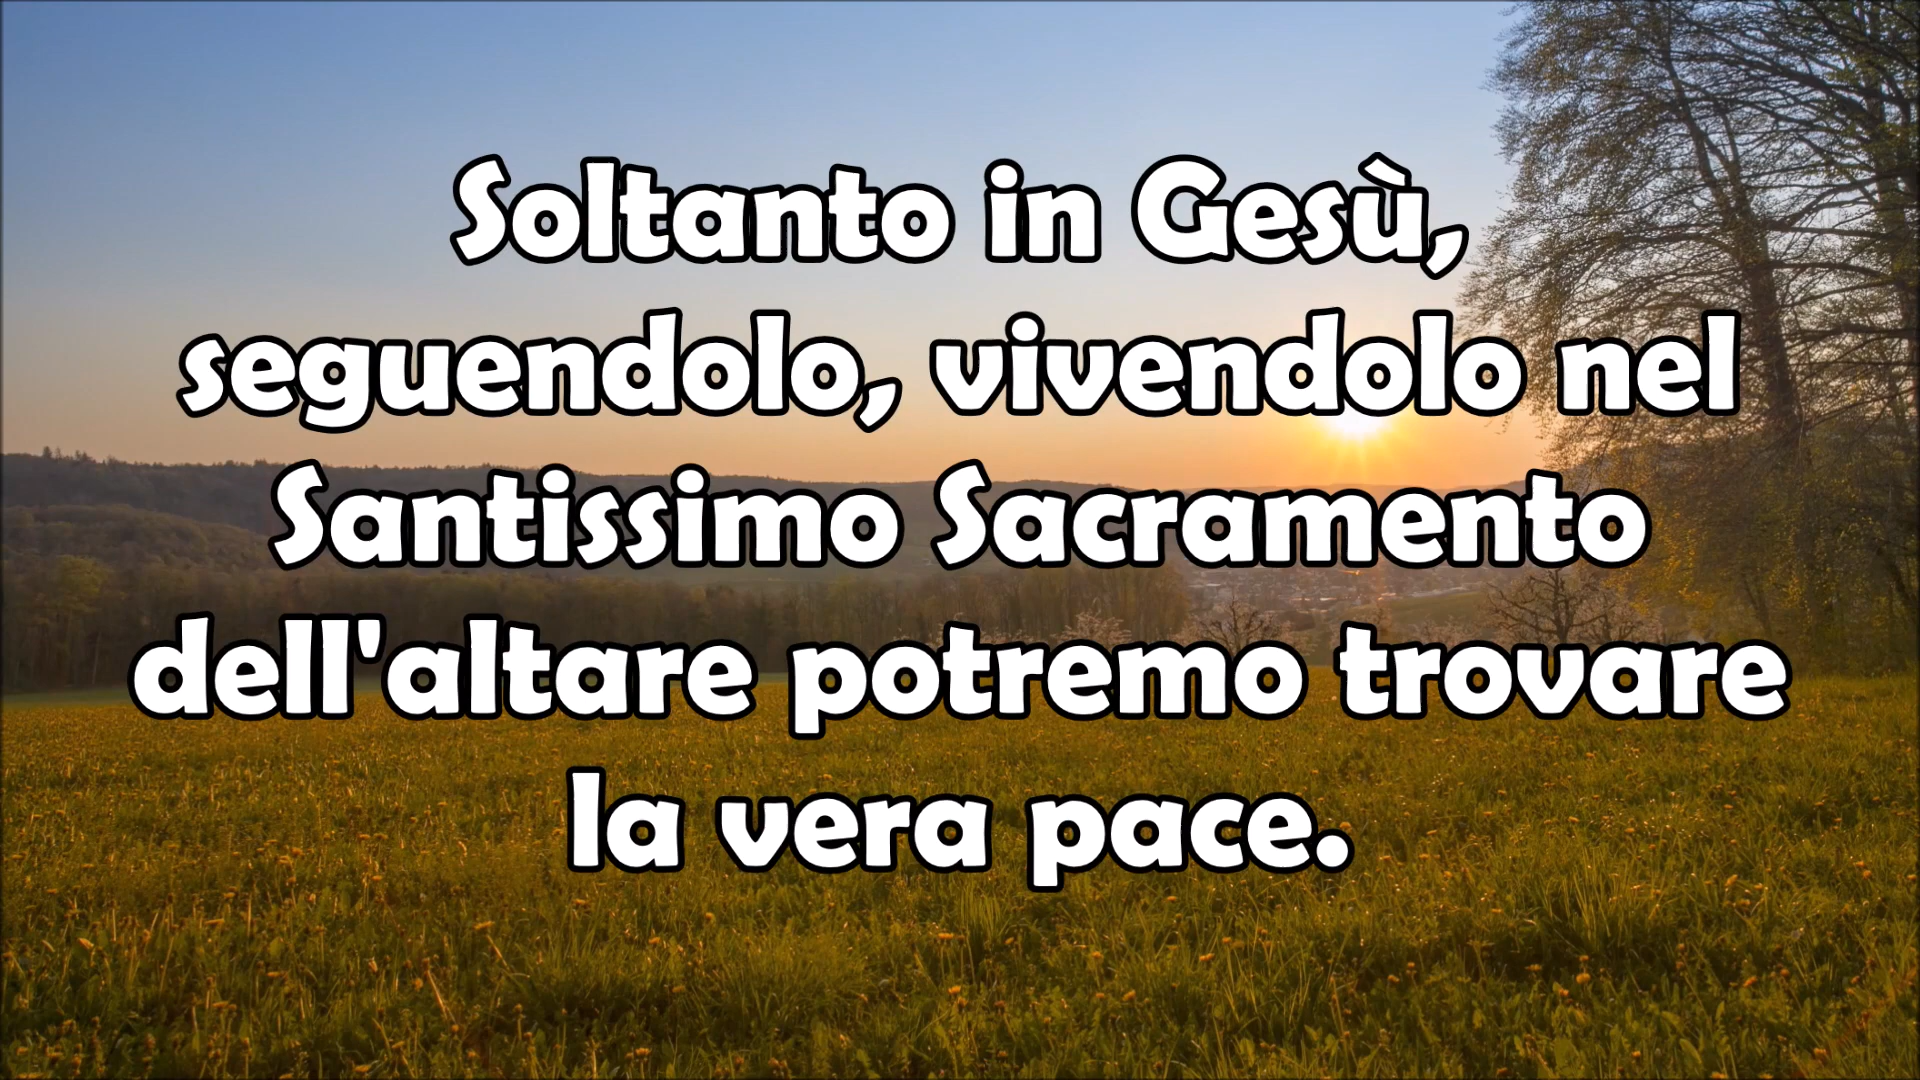 Soltanto in Gesù,
seguendolo, vivendolo nel
Santissimo Sacramento
dell'altare potremo trovare
la vera pace.